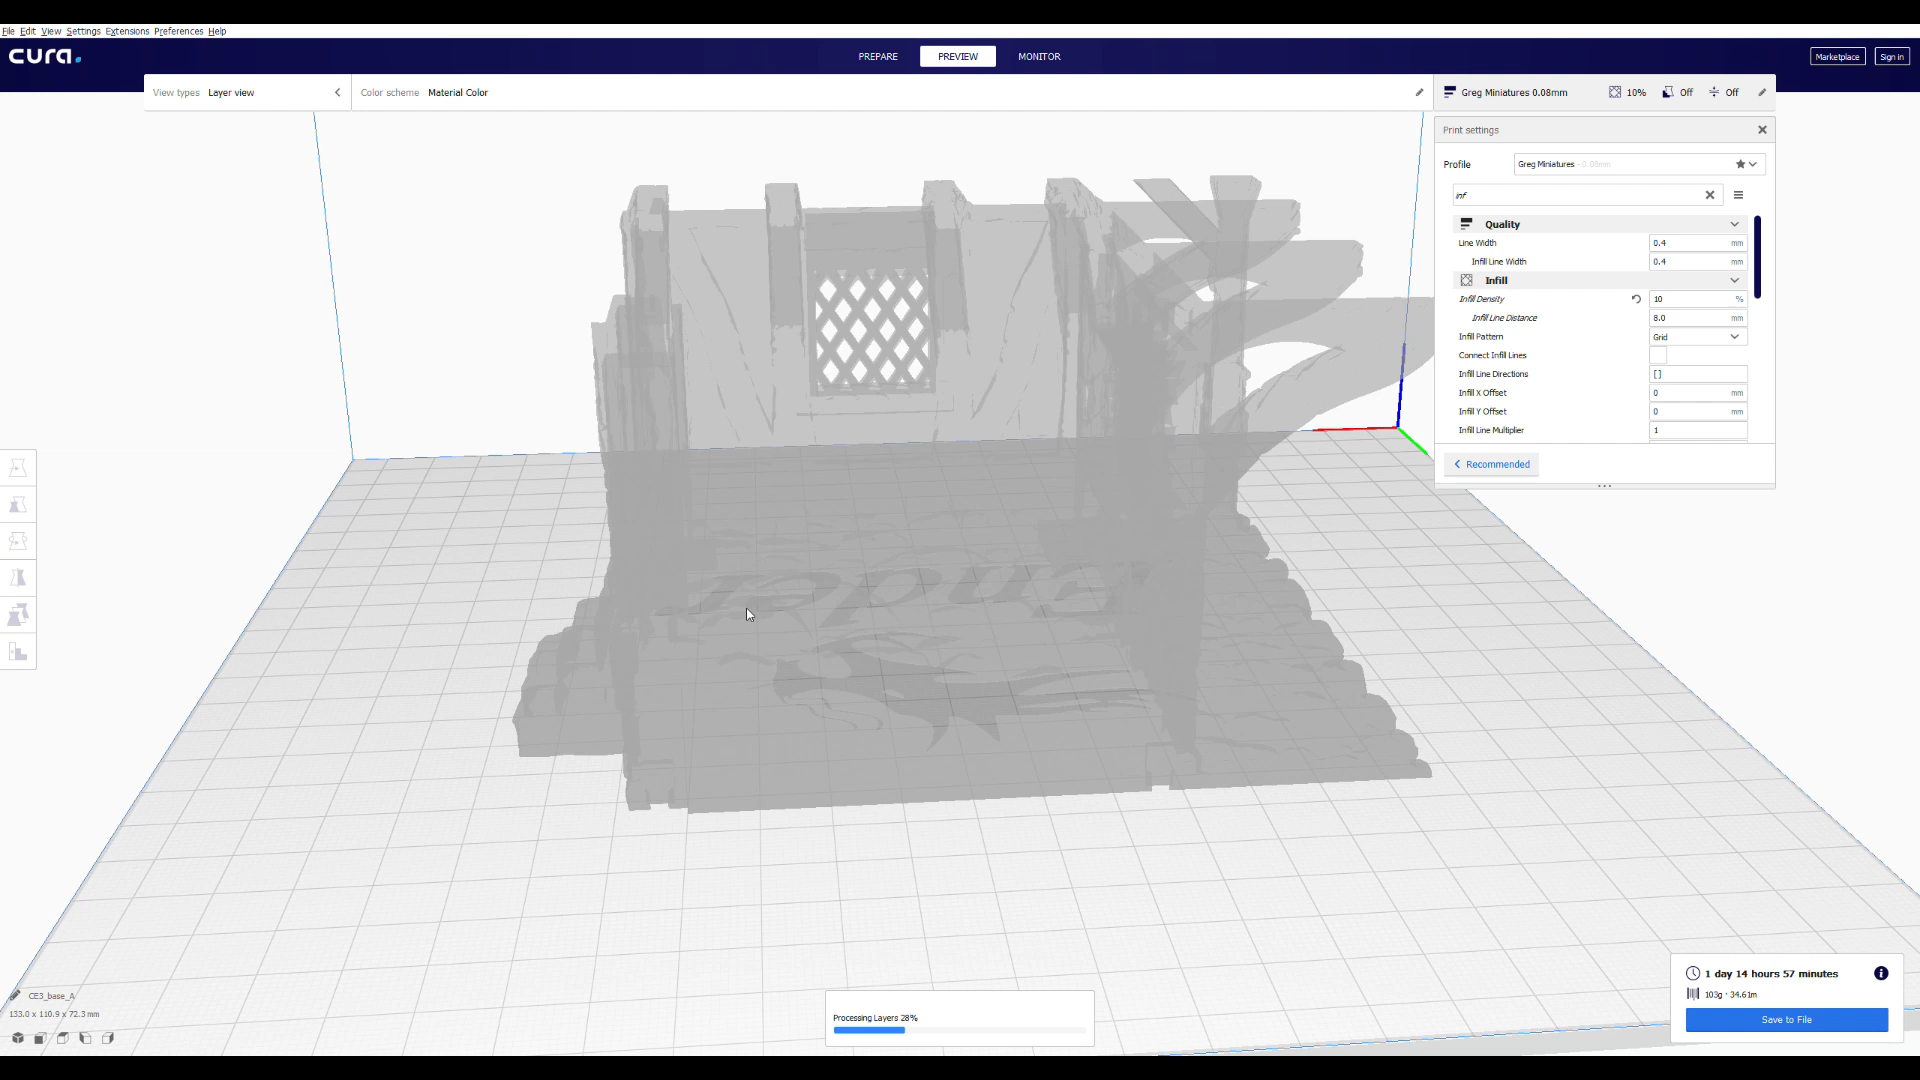 File Edit View Settings Extensions Preferences Help
cura.
PREPARE PREVIEW MONITOR
Marketplace Sign in
View types Layer view
Color scheme Material Color
Greg Miniatures 0.08mm 10% Off Off
Print settings
Profile Greg Miniatures - 0.08mm
inf
Quality
Line Width 0.4 mm
Infill Line Width 0.4 mm
Infill
Infill Density 10 %
Infill Line Distance 8.0 mm
Infill Pattern Grid
Connect Infill Lines
Infill Line Directions []
Infill X Offset 0 mm
Infill Y Offset 0 mm
Infill Line Multiplier 1
Recommended
CE3_base_A
133.0 x 110.9 x 72.3 mm
Processing Layers 28%
1 day 14 hours 57 minutes
103g · 34.61m
Save to File